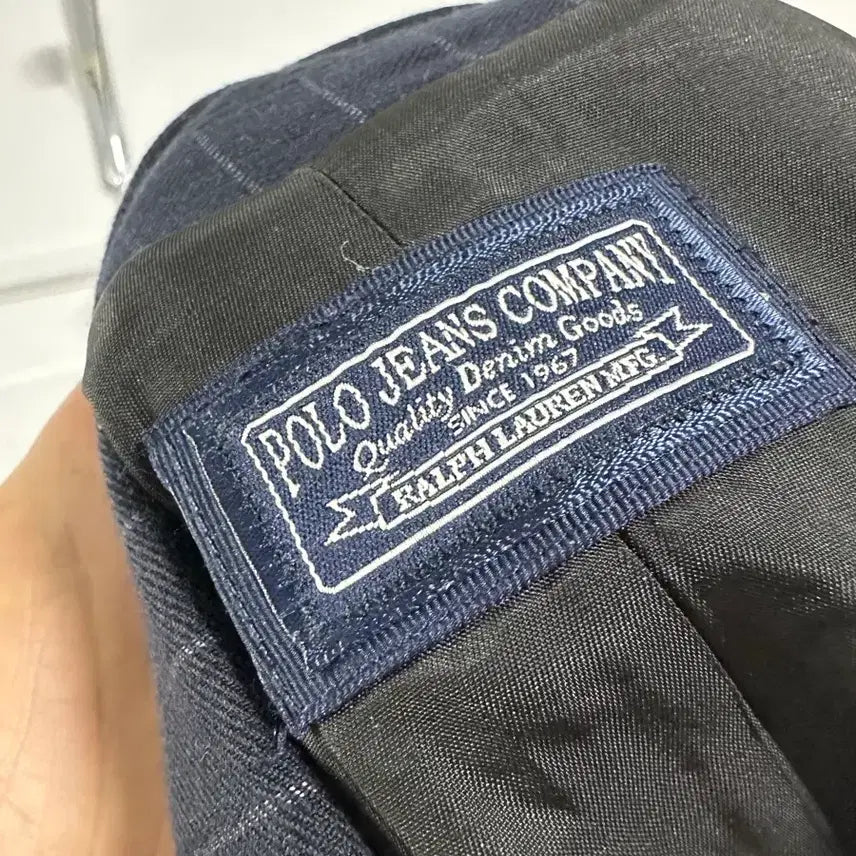 POLO JEANS COMPANY
Quality Denim Goods
SINCE 1967
RALPH LAUREN MFG.